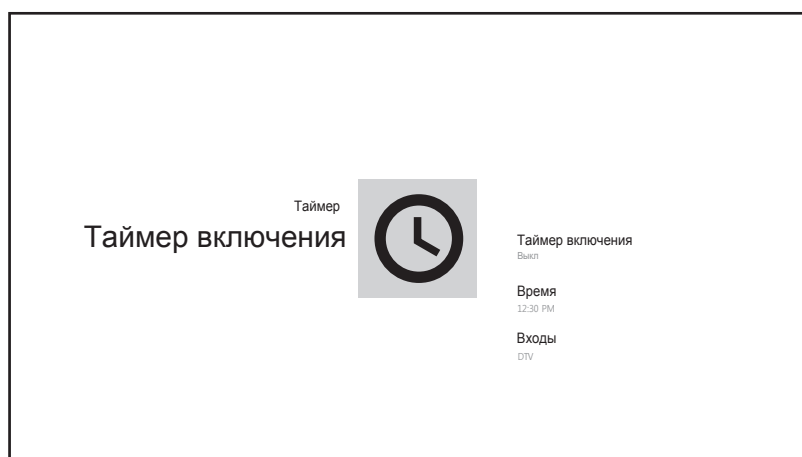 Таймер
Таймер включения
Таймер включения
Выкл
Время
12:30 PM
Входы
DTV